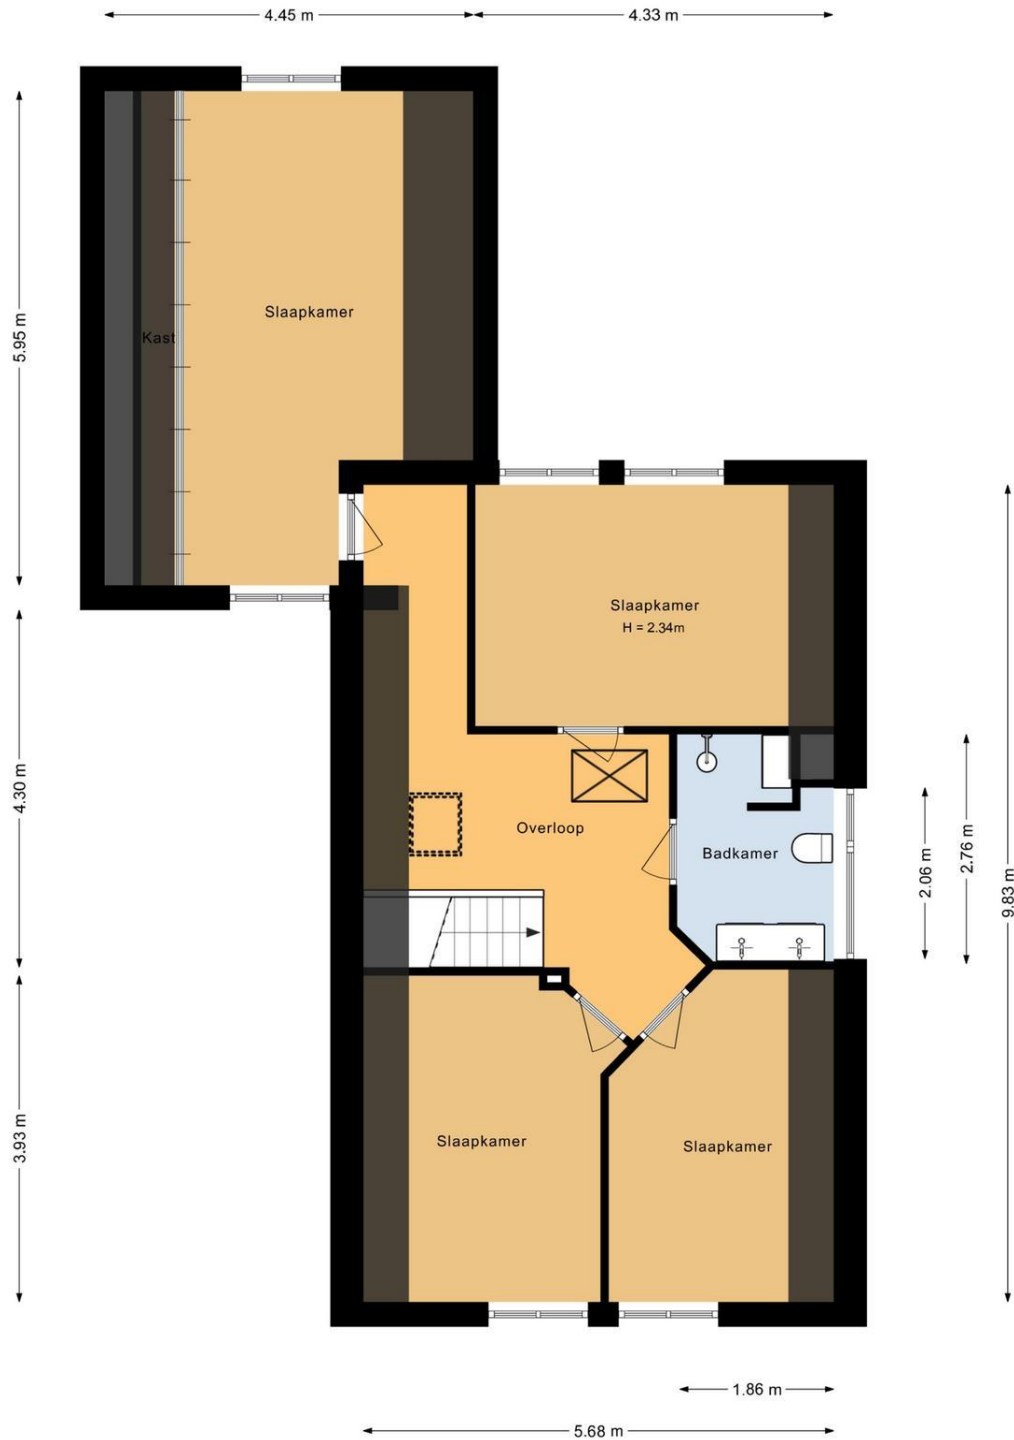 4.45 m
4.33 m
5.95 m
Slaapkamer
Kast
Slaapkamer
H = 2.34m
4.30 m
Overloop
Badkamer
2.06 m
2.76 m
9.83 m
3.93 m
Slaapkamer
Slaapkamer
1.86 m
5.68 m